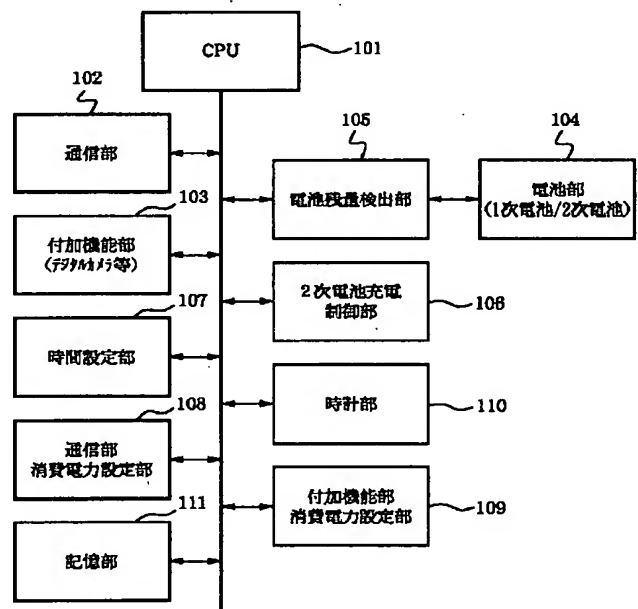 CPU
101
102
通信部
105
104
電池残量検出部
電池部
(1次電池/2次電池)
103
付加機能部
(デジタルカメラ等)
2次電池充電
制御部
106
107
時間設定部
時計部
110
108
通信部
消費電力設定部
付加機能部
消費電力設定部
109
111
記憶部